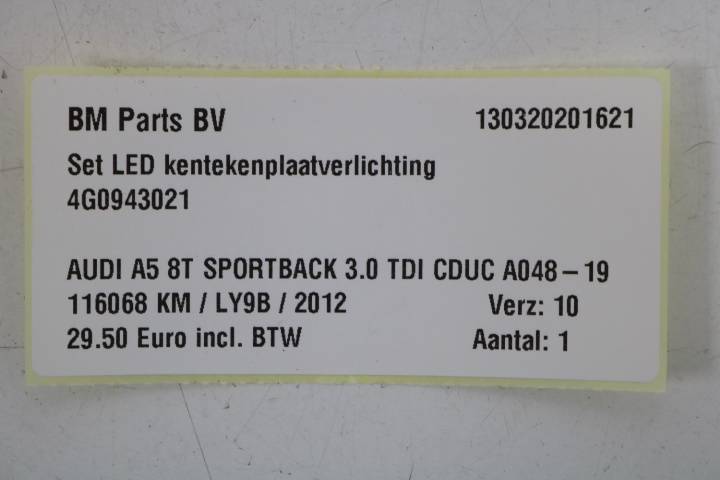 BM Parts BV 130320201621
Set LED kentekenplaatverlichting
4G0943021
AUDI A5 8T SPORTBACK 3.0 TDI CDUC A048-19
116068 KM / LY9B / 2012 Verz: 10
29.50 Euro incl. BTW Aantal: 1